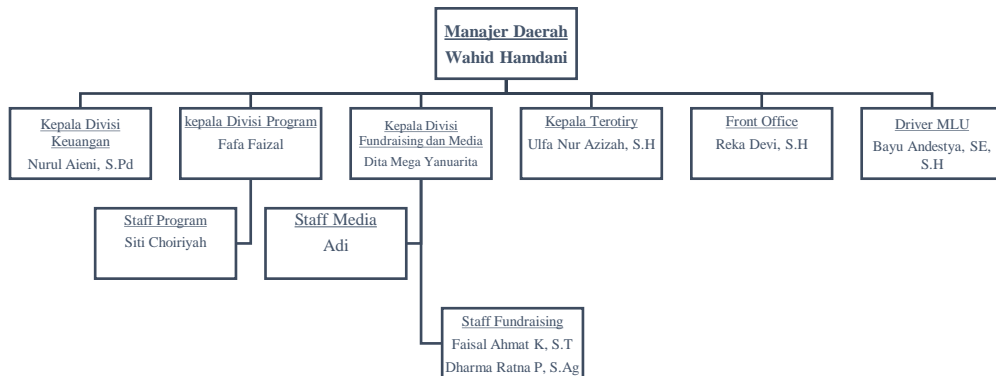 Manajer Daerah
Wahid Hamdani
Kepala Divisi
Keuangan
Nurul Aieni, S.Pd
kepala Divisi Program
Fafa Faizal
Kepala Divisi
Fundraising dan Media
Dita Mega Yanuarita
Kepala Terotiry
Ulfa Nur Azizah, S.H
Front Office
Reka Devi, S.H
Driver MLU
Bayu Andestya, SE,
S.H
Staff Program
Siti Choiriyah
Staff Media
Adi
Staff Fundraising
Faisal Ahmat K, S.T
Dharma Ratna P, S.Ag